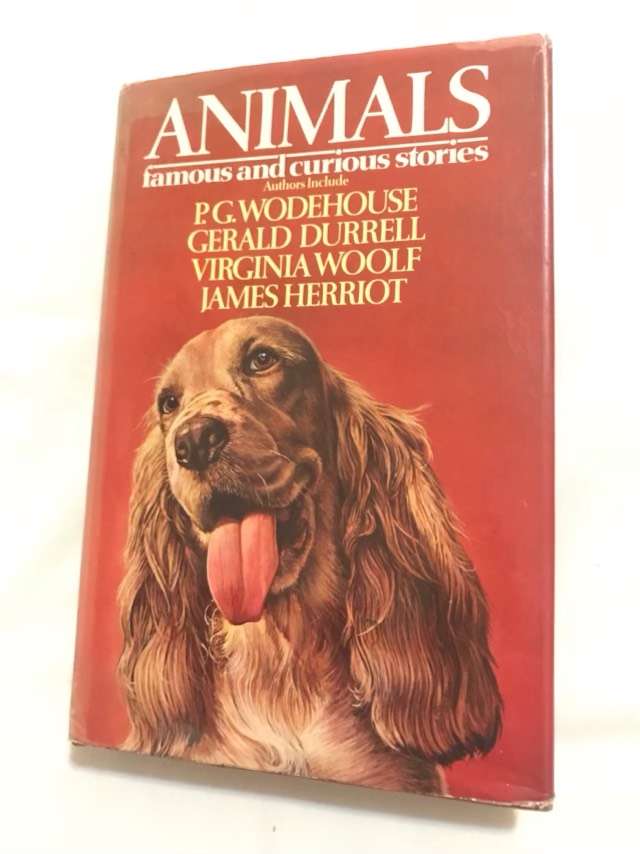 ANIMALS
famous and curious stories
Authors Include
P.G. WODEHOUSE
GERALD DURRELL
VIRGINIA WOOLF
JAMES HERRIOT